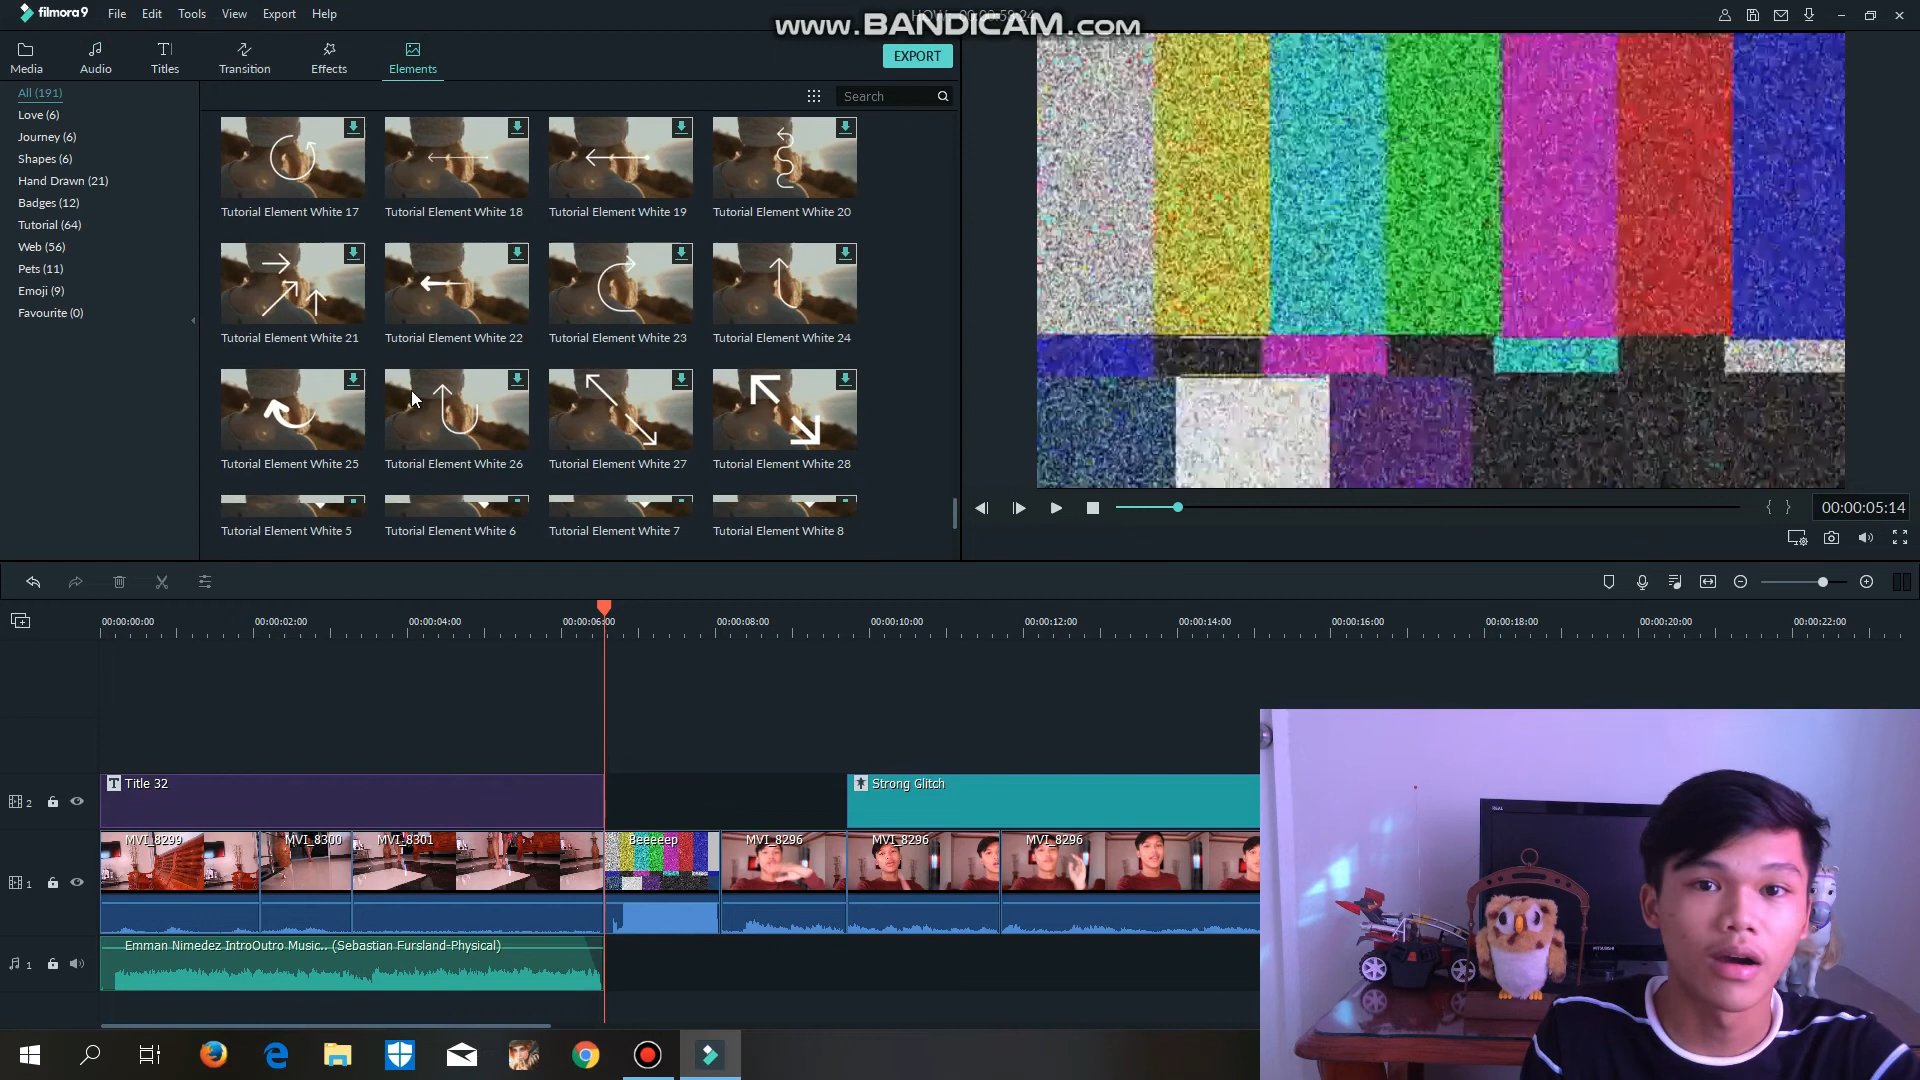 filmora9 File Edit Tools View Export Help
www.BANDICAM.com
Media Audio Titles Transition Effects Elements EXPORT
All (191)
Love (6)
Journey (6)
Shapes (6)
Hand Drawn (21)
Badges (12)
Tutorial (64)
Web (56)
Pets (11)
Emoji (9)
Favourite (0)
Search
Tutorial Element White 17 Tutorial Element White 18 Tutorial Element White 19 Tutorial Element White 20
Tutorial Element White 21 Tutorial Element White 22 Tutorial Element White 23 Tutorial Element White 24
Tutorial Element White 25 Tutorial Element White 26 Tutorial Element White 27 Tutorial Element White 28
Tutorial Element White 5 Tutorial Element White 6 Tutorial Element White 7 Tutorial Element White 8
00:00:05:14
00:00:00:00 00:00:02:00 00:00:04:00 00:00:06:00 00:00:08:00 00:00:10:00 00:00:12:00 00:00:14:00 00:00:16:00 00:00:18:00 00:00:20:00 00:00:22:00
2 Title 32 Strong Glitch
MVI_8299 MVI_8300 MVI_8301 Beeeeep MVI_8296 MVI_8296 MVI_8296
1
Emman Nimedez IntroOutro Music.. (Sebastian Fursland-Physical)
1
MITSUBISHI